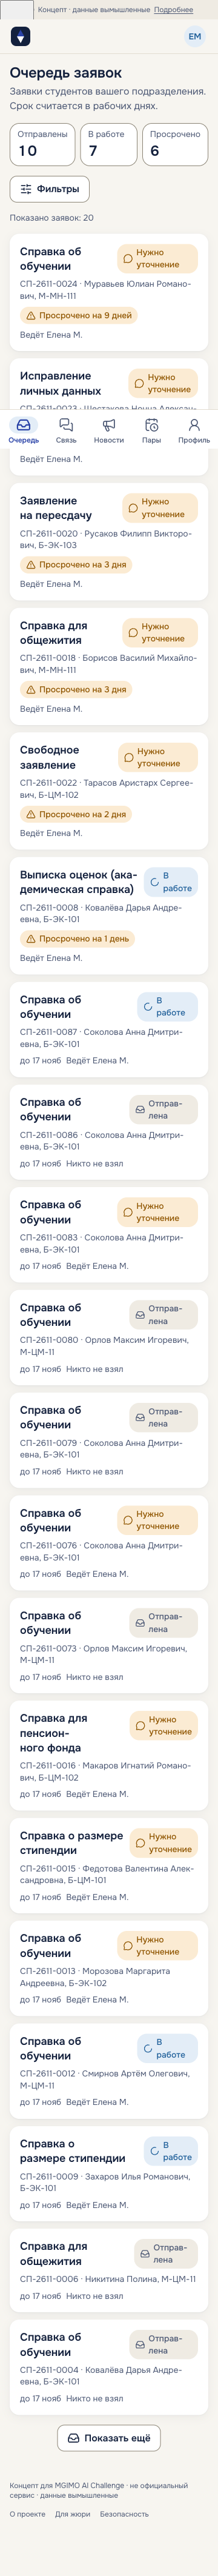 Концепт · данные вымышленные Подробнее
ЕМ
Очередь заявок
Заявки студентов вашего подразделения.
Срок считается в рабочих днях.
Отправлены
10
В работе
7
Просрочено
6
Фильтры
Показано заявок: 20
Справка об
обучении
Нужно
уточнение
СП-2611-0024 · Муравьев Юлиан Романо-
вич, М-МН-111
Просрочено на 9 дней
Ведёт Елена М.
Исправление
личных данных
Нужно
уточнение
Очередь
Связь
Новости
Пары
Профиль
Ведёт Елена М.
Заявление
на пересдачу
Нужно
уточнение
СП-2611-0020 · Русаков Филипп Викторо-
вич, Б-ЭК-103
Просрочено на 3 дня
Ведёт Елена М.
Справка для
общежития
Нужно
уточнение
СП-2611-0018 · Борисов Василий Михайло-
вич, М-МН-111
Просрочено на 3 дня
Ведёт Елена М.
Свободное
заявление
Нужно
уточнение
СП-2611-0022 · Тарасов Аристарх Сергее-
вич, Б-ЦМ-102
Просрочено на 2 дня
Ведёт Елена М.
Выписка оценок (ака-
демическая справка)
В
работе
СП-2611-0008 · Ковалёва Дарья Андре-
евна, Б-ЭК-101
Просрочено на 1 день
Ведёт Елена М.
Справка об
обучении
В
работе
СП-2611-0087 · Соколова Анна Дмитри-
евна, Б-ЭК-101
до 17 нояб Ведёт Елена М.
Справка об
обучении
Отправ-
лена
СП-2611-0086 · Соколова Анна Дмитри-
евна, Б-ЭК-101
до 17 нояб Никто не взял
Справка об
обучении
Нужно
уточнение
СП-2611-0083 · Соколова Анна Дмитри-
евна, Б-ЭК-101
до 17 нояб Ведёт Елена М.
Справка об
обучении
Отправ-
лена
СП-2611-0080 · Орлов Максим Игоревич,
М-ЦМ-11
до 17 нояб Никто не взял
Справка об
обучении
Отправ-
лена
СП-2611-0079 · Соколова Анна Дмитри-
евна, Б-ЭК-101
до 17 нояб Никто не взял
Справка об
обучении
Нужно
уточнение
СП-2611-0076 · Соколова Анна Дмитри-
евна, Б-ЭК-101
до 17 нояб Ведёт Елена М.
Справка об
обучении
Отправ-
лена
СП-2611-0073 · Орлов Максим Игоревич,
М-ЦМ-11
до 17 нояб Никто не взял
Справка для
пенсион-
ного фонда
Нужно
уточнение
СП-2611-0016 · Макаров Игнатий Романо-
вич, Б-ЦМ-102
до 17 нояб Ведёт Елена М.
Справка о размере
стипендии
Нужно
уточнение
СП-2611-0015 · Федотова Валентина Алек-
сандровна, Б-ЦМ-101
до 17 нояб Ведёт Елена М.
Справка об
обучении
Нужно
уточнение
СП-2611-0013 · Морозова Маргарита
Андреевна, Б-ЭК-102
до 17 нояб Ведёт Елена М.
Справка об
обучении
В
работе
СП-2611-0012 · Смирнов Артём Олегович,
М-ЦМ-11
до 17 нояб Ведёт Елена М.
Справка о
размере стипендии
В
работе
СП-2611-0009 · Захаров Илья Романович,
Б-ЭК-101
до 17 нояб Ведёт Елена М.
Справка для
общежития
Отправ-
лена
СП-2611-0006 · Никитина Полина, М-ЦМ-11
до 17 нояб Никто не взял
Справка об
обучении
Отправ-
лена
СП-2611-0004 · Ковалёва Дарья Андре-
евна, Б-ЭК-101
до 17 нояб Никто не взял
Показать ещё
Концепт для MGIMO AI Challenge · не официальный
сервис · данные вымышленные
О проекте Для жюри Безопасность